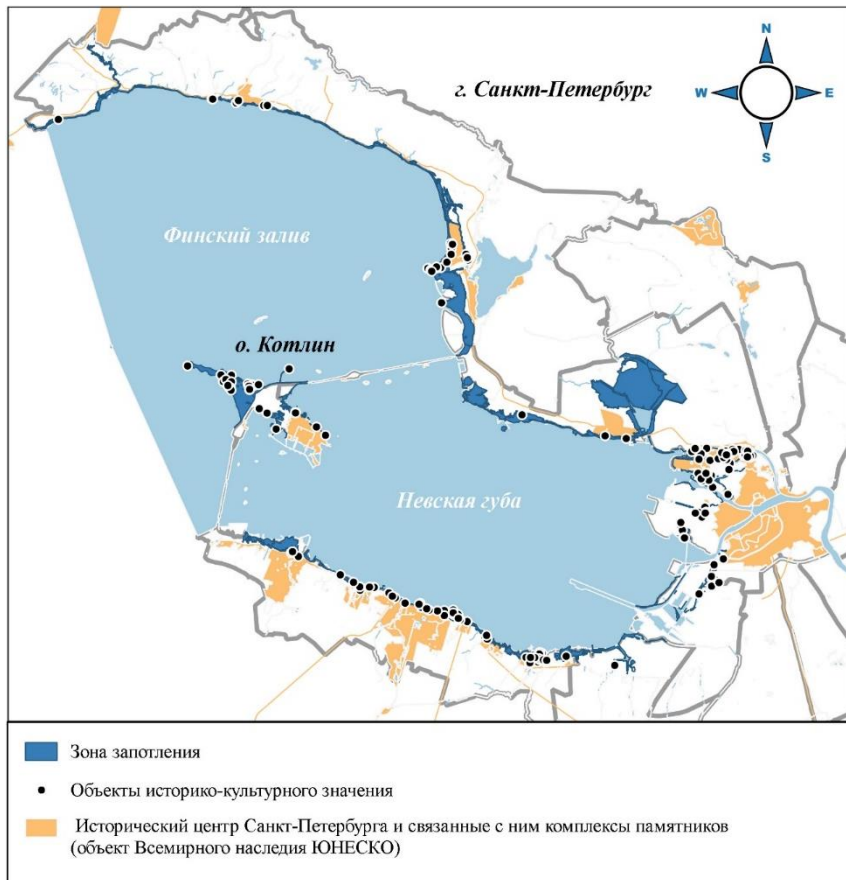 N
г. Санкт-Петербург
W E
S
Финский залив
о. Котлин
Невская губа
Зона запотления
Объекты историко-культурного значения
Исторический центр Санкт-Петербурга и связанные с ним комплексы памятников
(объект Всемирного наследия ЮНЕСКО)